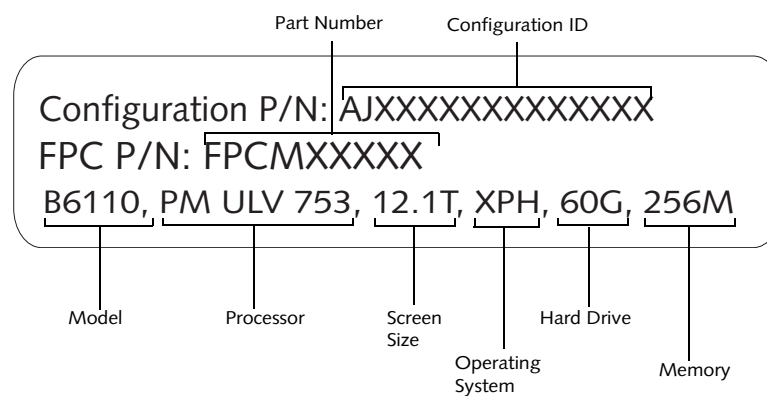 Part Number
Configuration ID
Configuration P/N: AJXXXXXXXXXXXXX
FPC P/N: FPCMXXXXX
B6110, PM ULV 753, 12.1T, XPH, 60G, 256M
Model
Processor
Screen
Size
Hard Drive
Operating
System
Memory